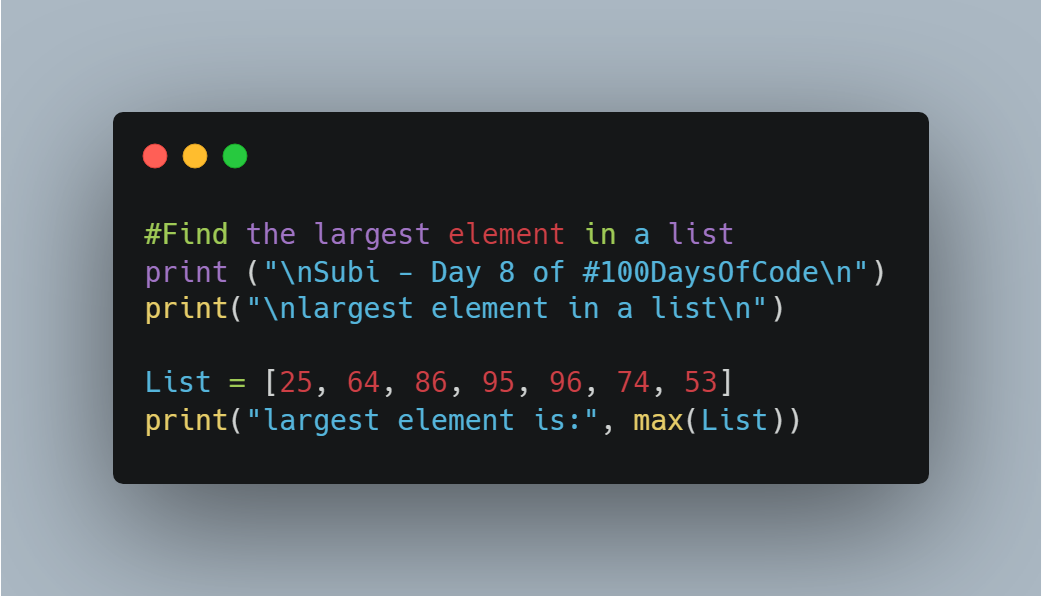 #Find the largest element in a list
print ("\nSubi - Day 8 of #100DaysOfCode\n")
print("\nlargest element in a list\n")
List = [25, 64, 86, 95, 96, 74, 53]
print("largest element is:", max(List))